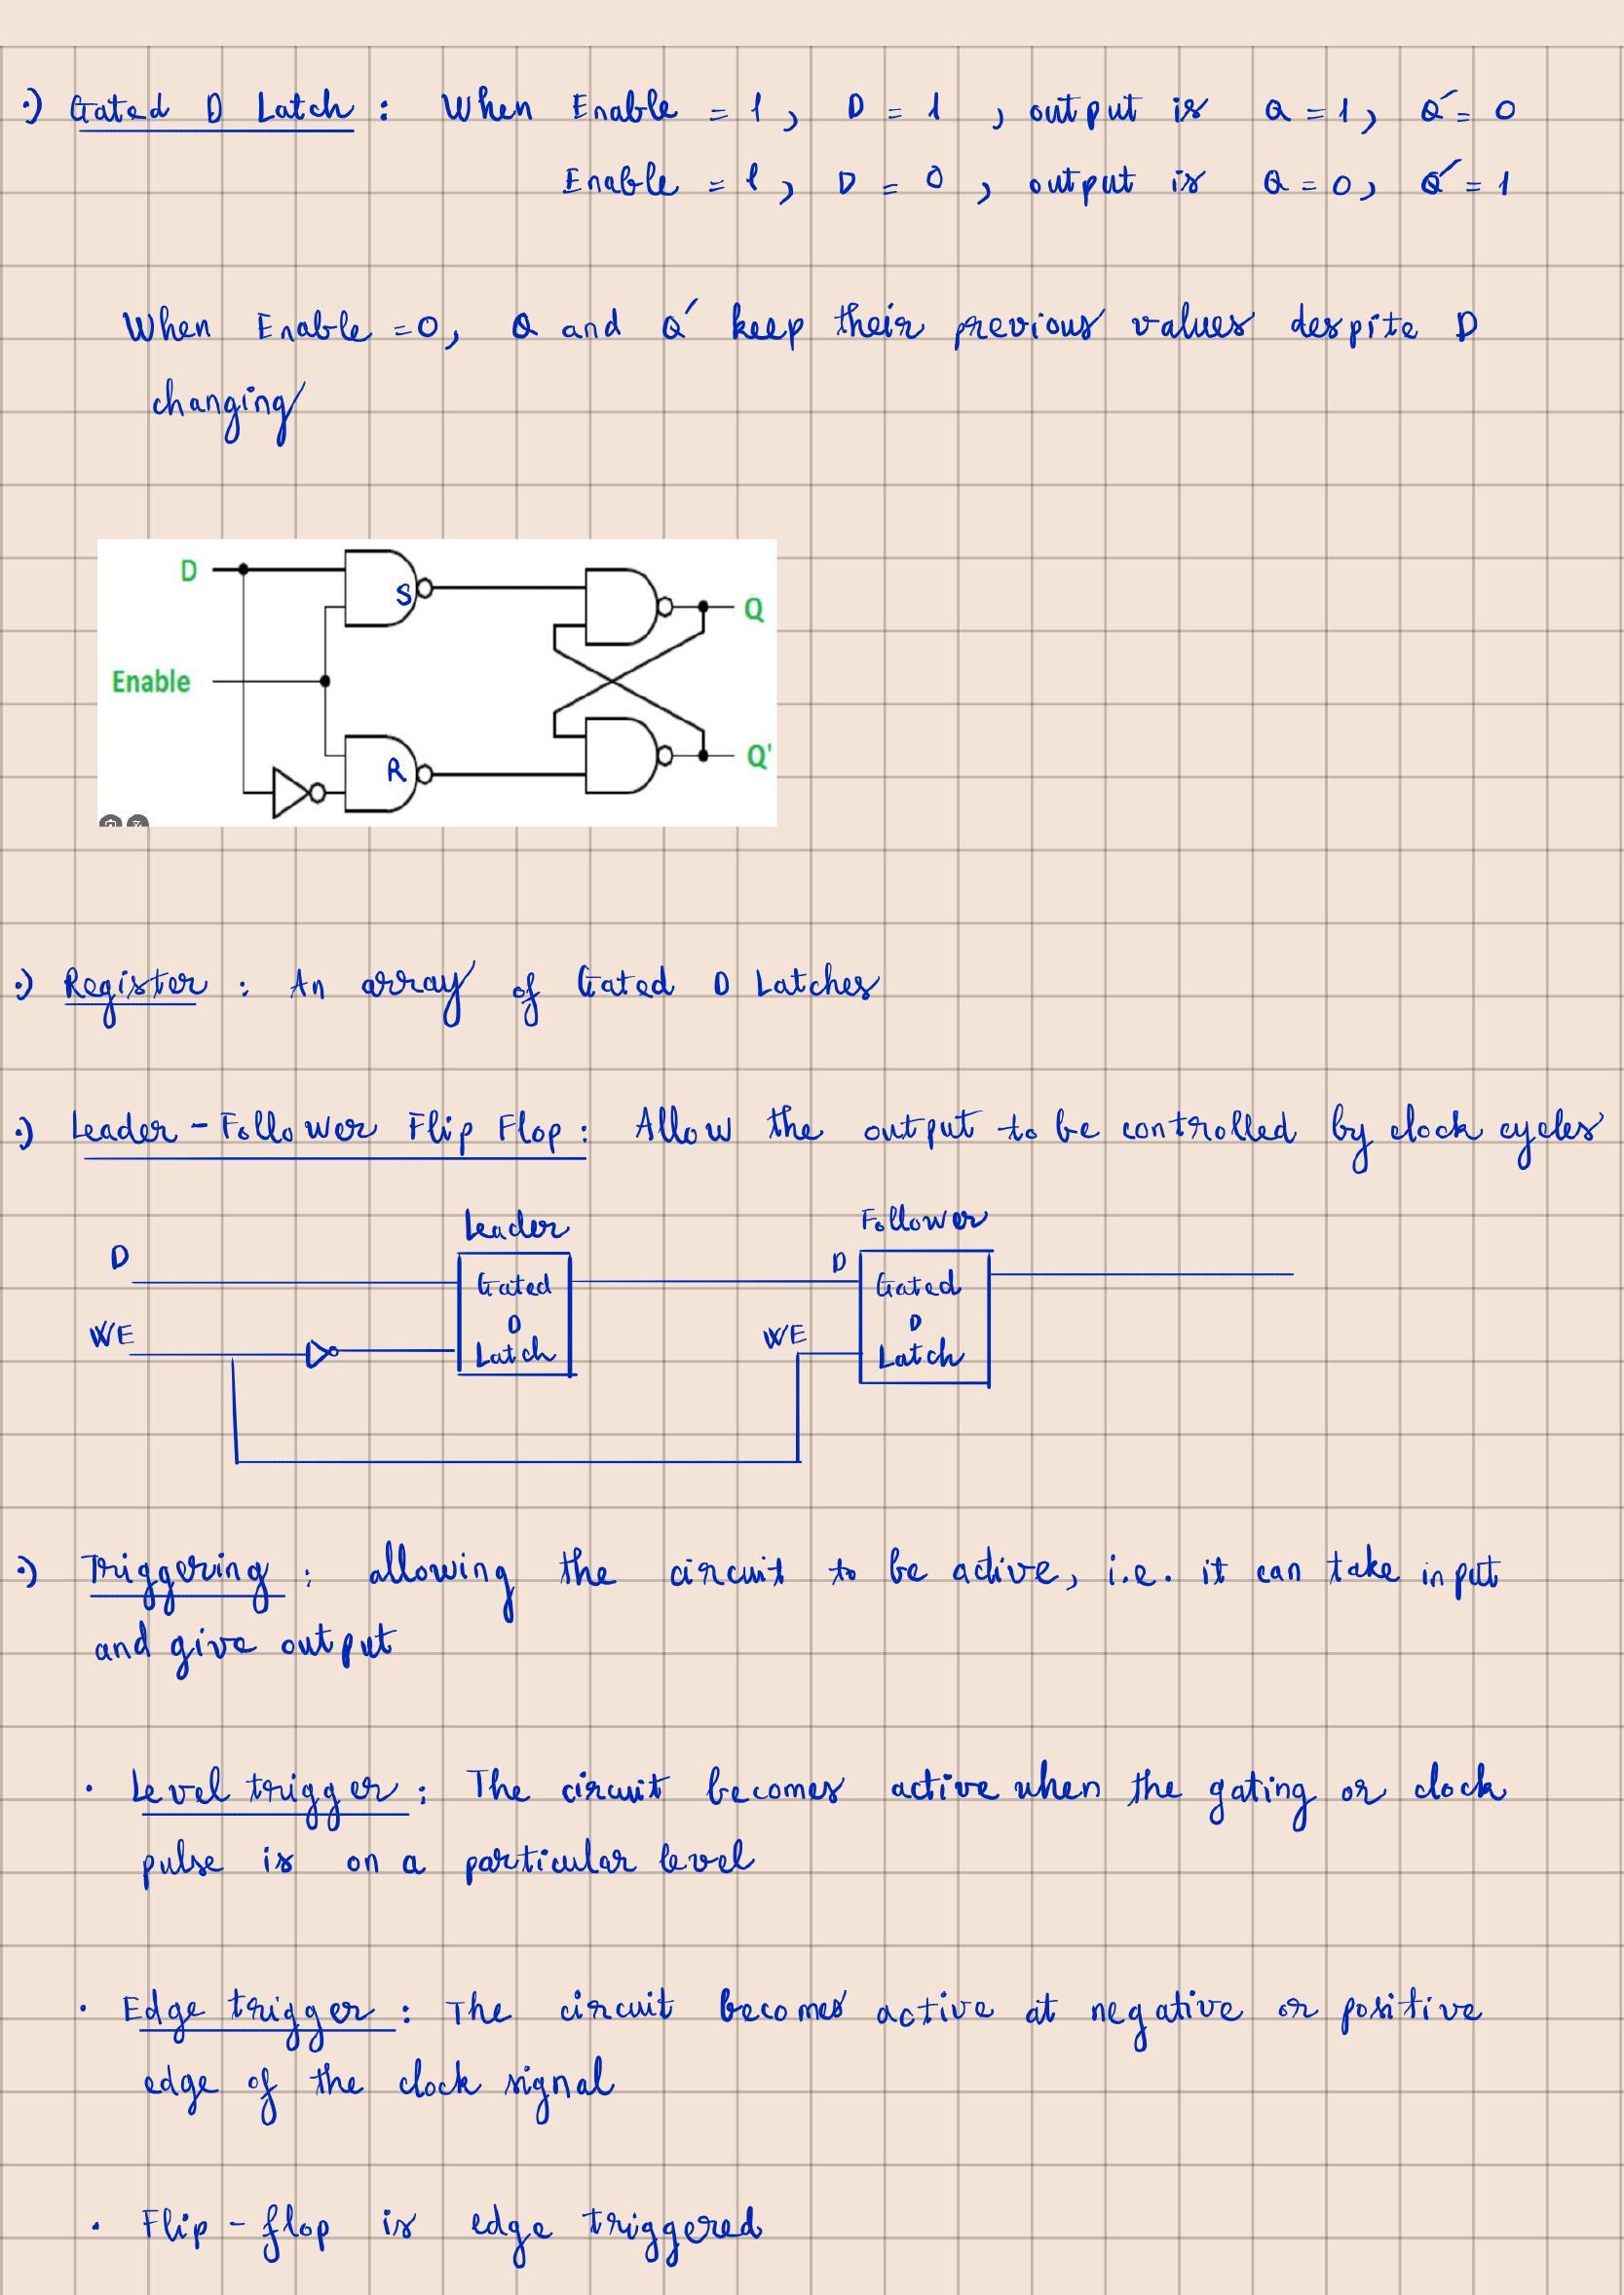 :) Gated D Latch : When Enable = 1, D = 1, output is Q = 1, Q' = 0
Enable = 1, D = 0, output is Q = 0, Q' = 1
When Enable = 0, Q and Q' keep their previous values despite D
changing
D
S
Q
Enable
R
Q'
:) Register : An array of Gated D Latches
:) Leader - Follower Flip Flop : Allow the output to be controlled by clock cycles
Leader
Follower
D
Gated
D
Latch
WE
D
Gated
D
Latch
WE
:) Triggering : allowing the circuit to be active, i.e. it can take input
and give output
· Level trigger : The circuit becomes active when the gating or clock
pulse is on a particular level
· Edge trigger : The circuit becomes active at negative or positive
edge of the clock signal
· Flip - flop is edge triggered